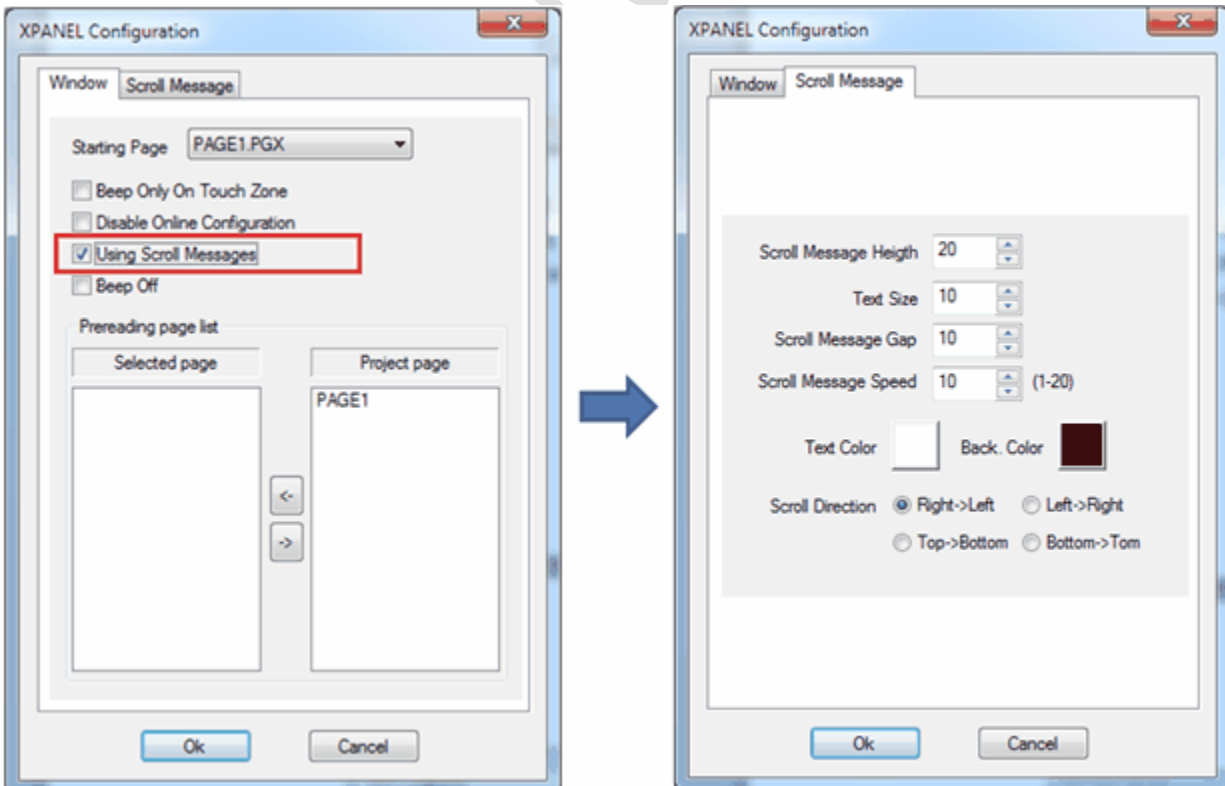 XPANEL Configuration
Window Scroll Message
Starting Page PAGE1.PGX
Beep Only On Touch Zone
Disable Online Configuration
Using Scroll Messages
Beep Off
Prereading page list
Selected page Project page
PAGE1
<-
->
Ok Cancel
XPANEL Configuration
Window Scroll Message
Scroll Message Heigth 20
Text Size 10
Scroll Message Gap 10
Scroll Message Speed 10 (1-20)
Text Color Back. Color
Scroll Direction Right->Left Left->Right
Top->Bottom Bottom->Tom
Ok Cancel